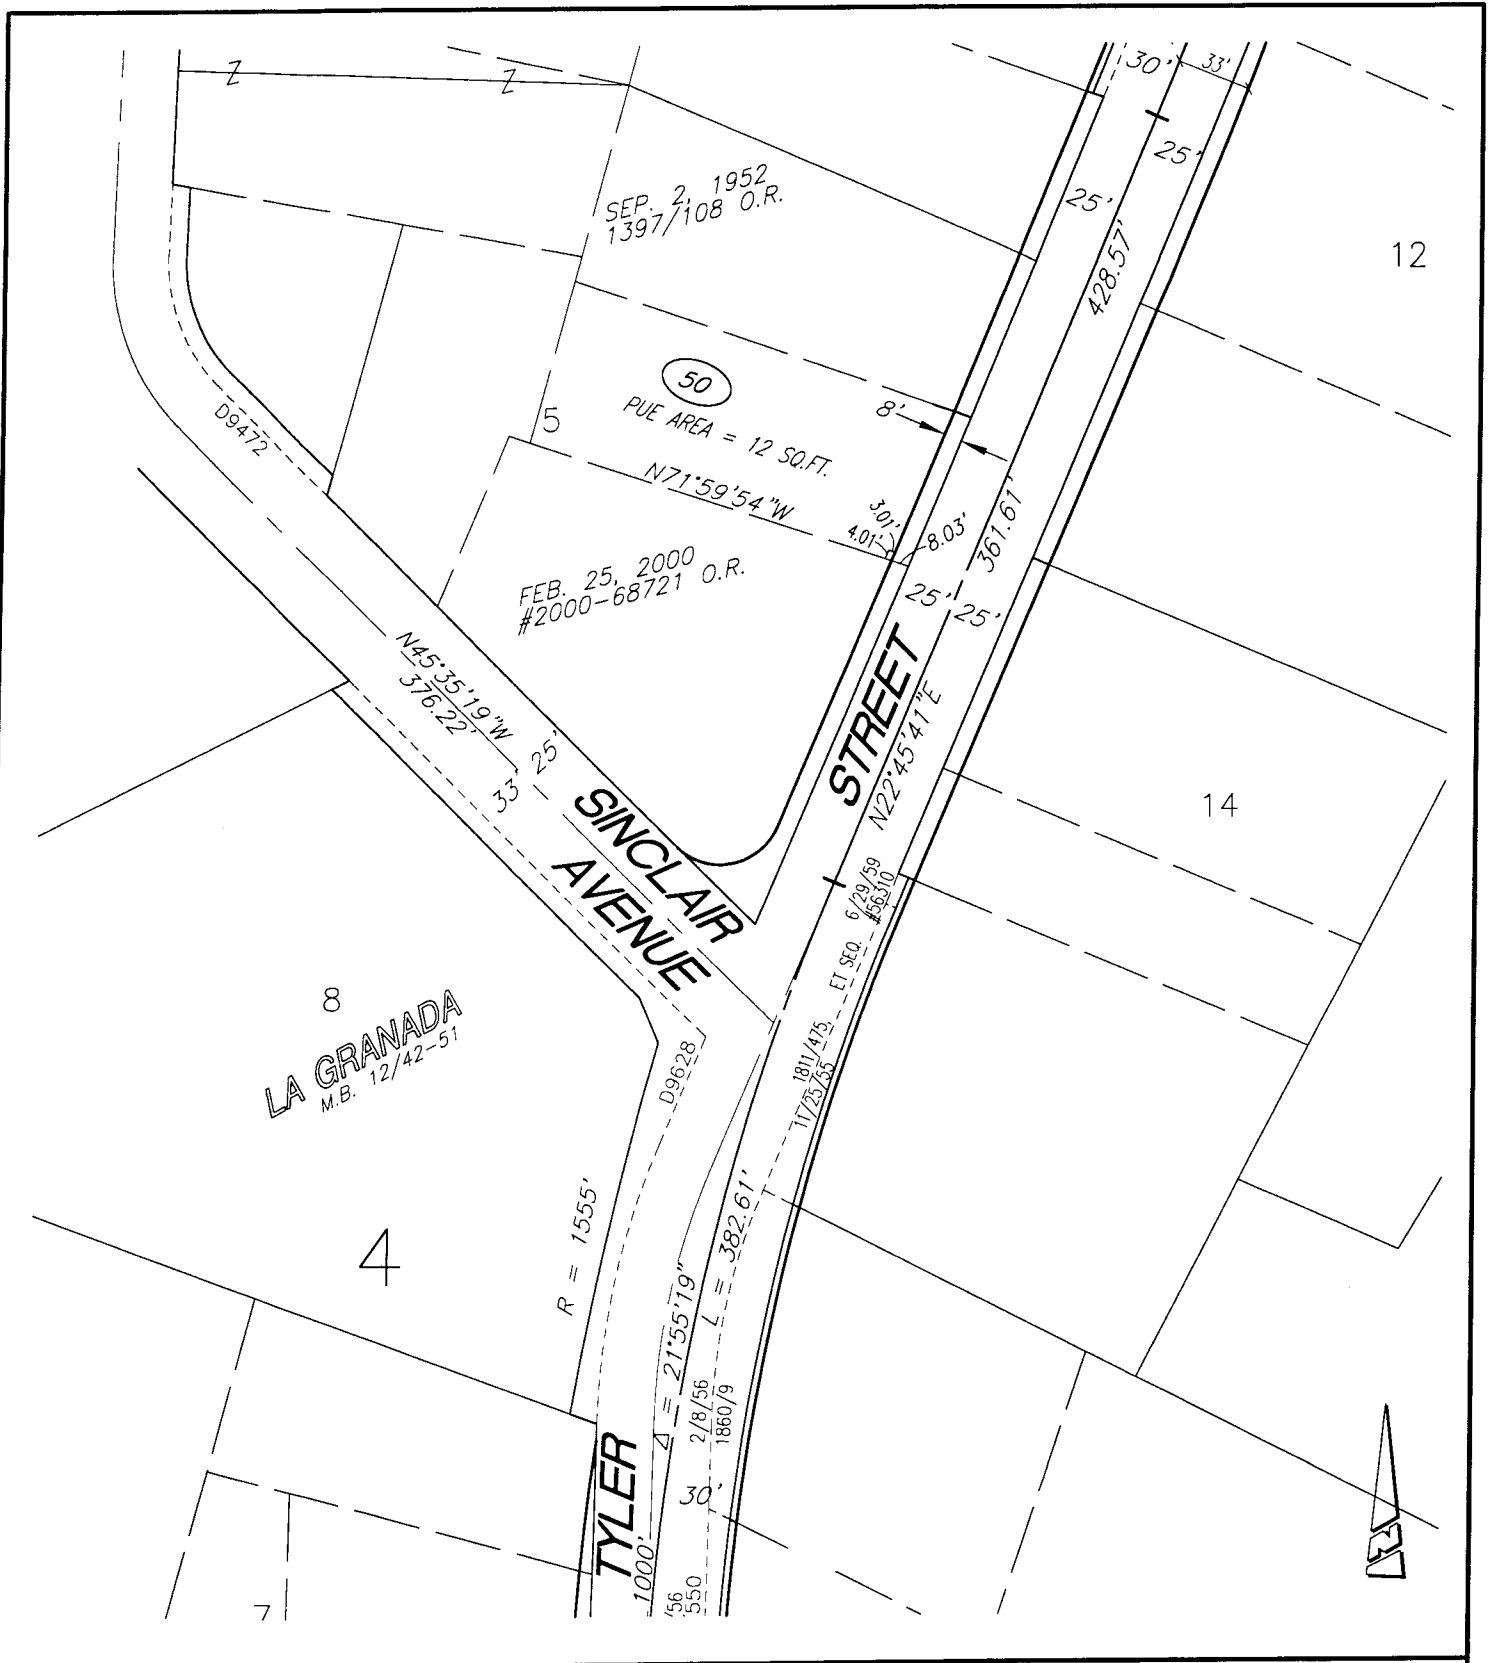 Z
Z
30'
33'
25'
25'
SEP. 2, 1952
1397/108 O.R.
428.57'
12
50
PUE AREA = 12 SQ.FT.
5
8'
D9472
N71°59'54"W
3.01'
4.01'
8.03'
361.61'
FEB. 25, 2000
#2000-68721 O.R.
25'
25'
N45°35'19"W
376.22'
25'
33'
STREET
N22°45'41"E
14
SINCLAIR
AVENUE
ET SEQ. 6/29/59
#56310
8
LA GRANADA
M.B. 12/42-51
D9628
1811/475
11/25/55
R = 1555'
4
Δ = 21°55'19"
L = 382.61'
2/8/56
1860/9
TYLER
30'
1000'
/56
550
7
N